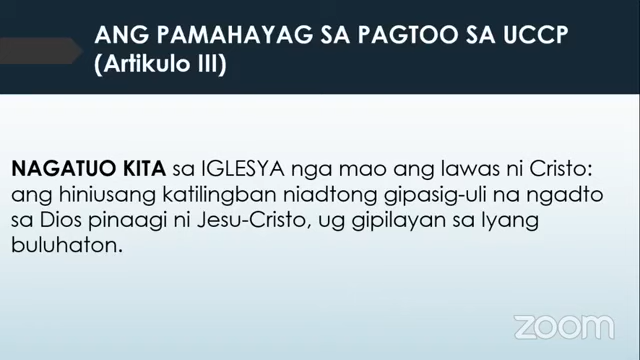 ANG PAMAHAYAG SA PAGTOO SA UCCP
(Artikulo III)
NAGATUO KITA sa IGLESYA nga mao ang lawas ni Cristo:
ang hiniusang katilingban niadtong gipasig-uli na ngadto
sa Dios pinaagi ni Jesu-Cristo, ug gipilayan sa Iyang
buluhaton.
zoom